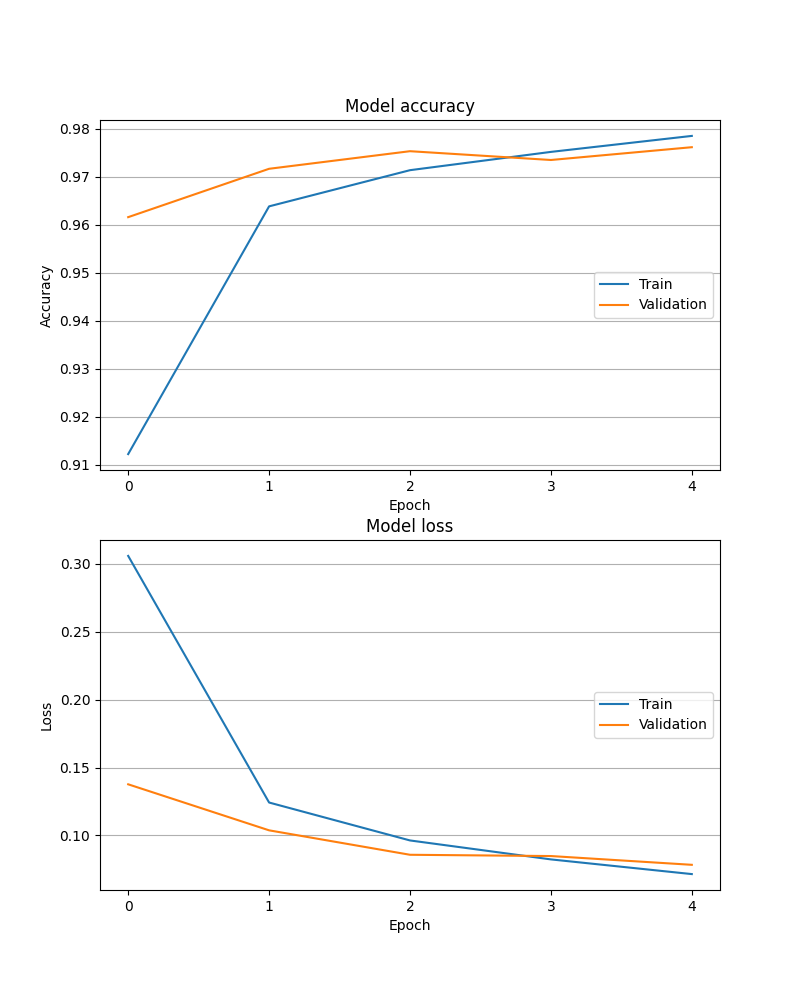 Model accuracy
0.98
0.97
0.96
0.95
0.94
0.93
0.92
0.91
Accuracy
Train
Validation
0 1 2 3 4
Epoch
Model loss
0.30
0.25
0.20
0.15
0.10
Loss
Train
Validation
0 1 2 3 4
Epoch